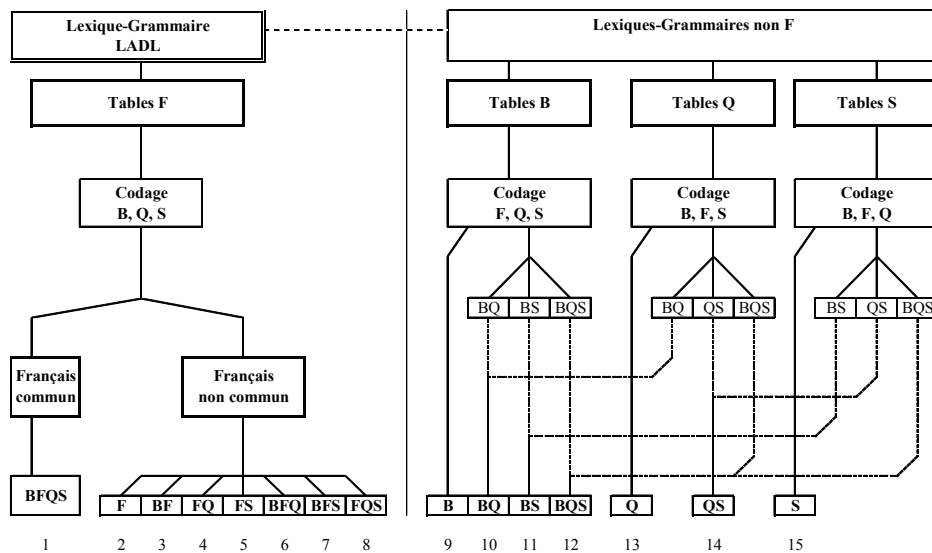 Lexique-Grammaire
LADL
Lexiques-Grammaires non F
Tables F
Tables B
Tables Q
Tables S
Codage
B, Q, S
Codage
F, Q, S
Codage
B, F, S
Codage
B, F, Q
BQ BS BQS
BQ QS BQS
BS QS BQS
Français
commun
Français
non commun
BFQS
F BF FQ FS BFQ BFS FQS
B BQ BS BQS
Q
QS
S
1 2 3 4 5 6 7 8 9 10 11 12 13 14 15